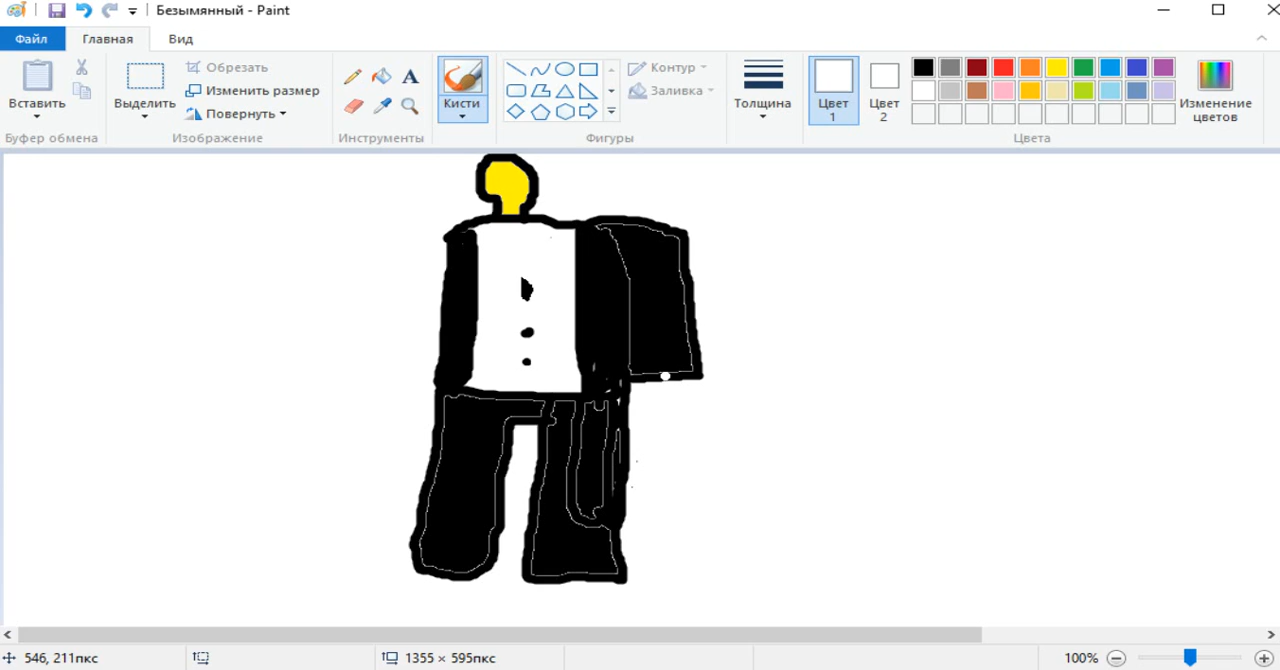 Безымянный - Paint
Файл
Главная
Вид
Вставить
Выделить
Обрезать
Изменить размер
Повернуть
A
Кисти
Контур
Заливка
Толщина
Цвет
1
Цвет
2
Изменение
цветов
Буфер обмена
Изображение
Инструменты
Фигуры
Цвета
546, 211пкс
1355 × 595пкс
100%